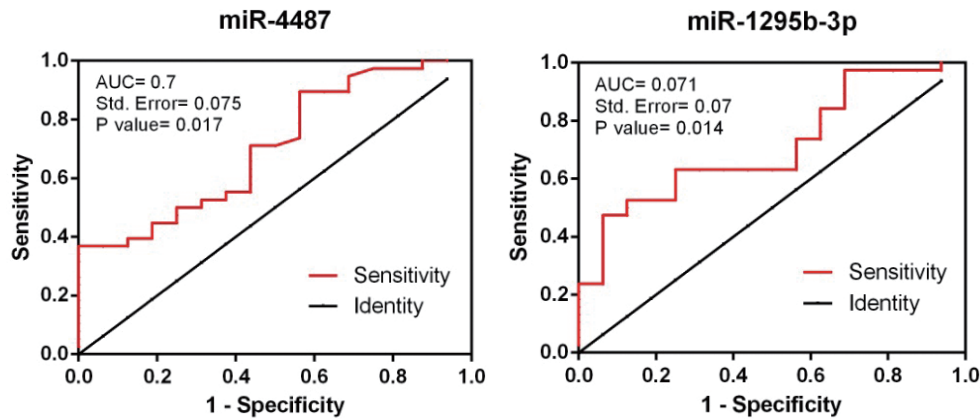 miR-4487
1.0
0.8
0.6
0.4
0.2
0.0
Sensitivity
AUC= 0.7
Std. Error= 0.075
P value= 0.017
Sensitivity
Identity
0.0 0.2 0.4 0.6 0.8 1.0
1 - Specificity
miR-1295b-3p
1.0
0.8
0.6
0.4
0.2
0.0
Sensitivity
AUC= 0.071
Std. Error= 0.07
P value= 0.014
Sensitivity
Identity
0.0 0.2 0.4 0.6 0.8 1.0
1 - Specificity